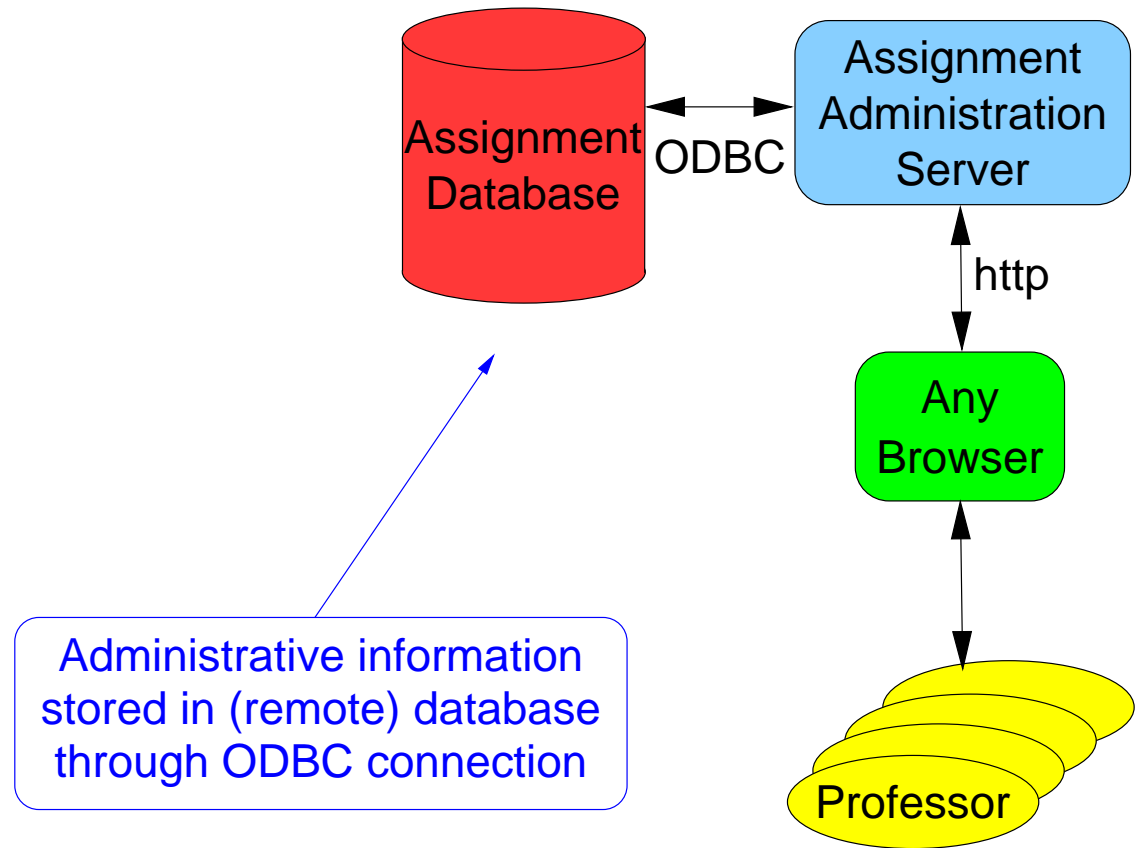 Assignment
Database
ODBC
Assignment
Administration
Server
http
Any
Browser
Administrative information
stored in (remote) database
through ODBC connection
Professor